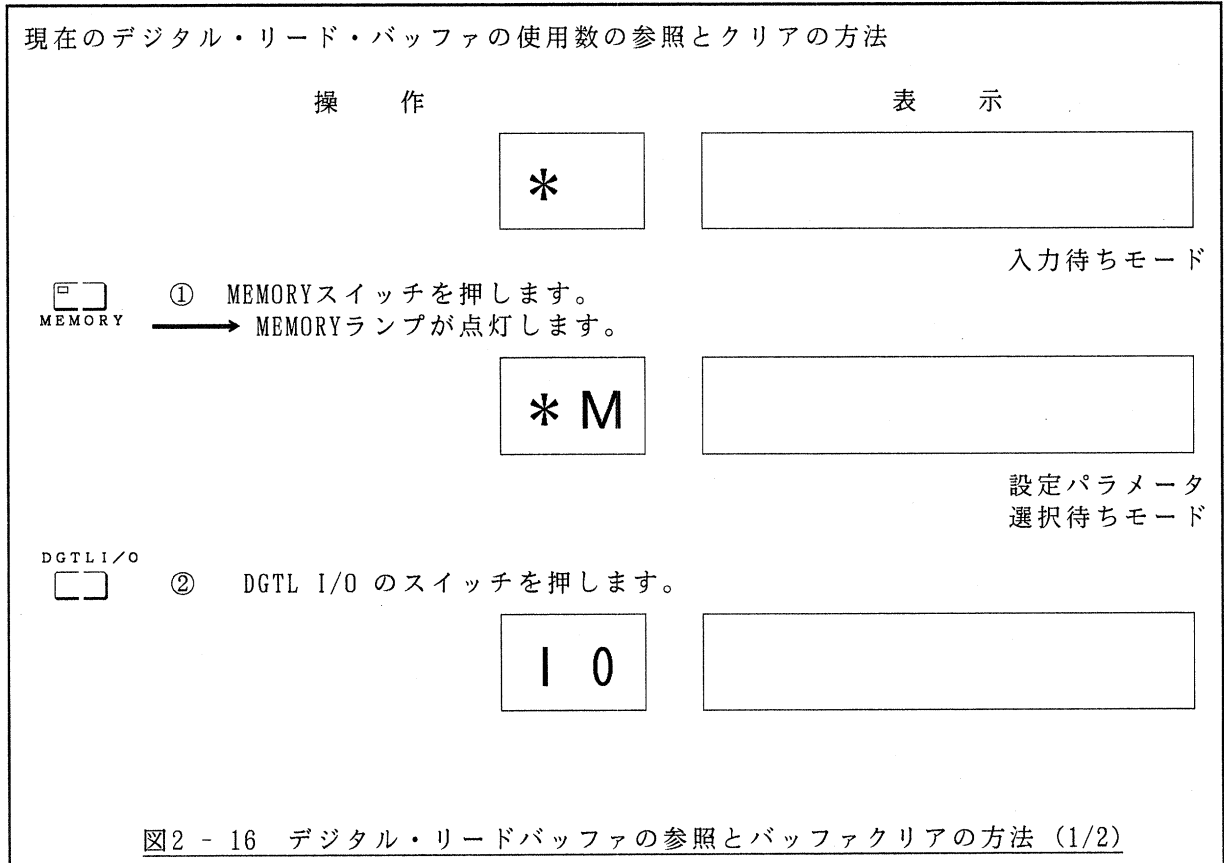 現在のデジタル・リード・バッファの使用数の参照とクリアの方法
操 作 表 示
*
入力待ちモード
① MEMORYスイッチを押します。
MEMORY → MEMORYランプが点灯します。
* M
設定パラメータ
選択待ちモード
DGTLI/O
② DGTL I/O のスイッチを押します。
I O
図2 - 16 デジタル・リードバッファの参照とバッファクリアの方法 (1/2)